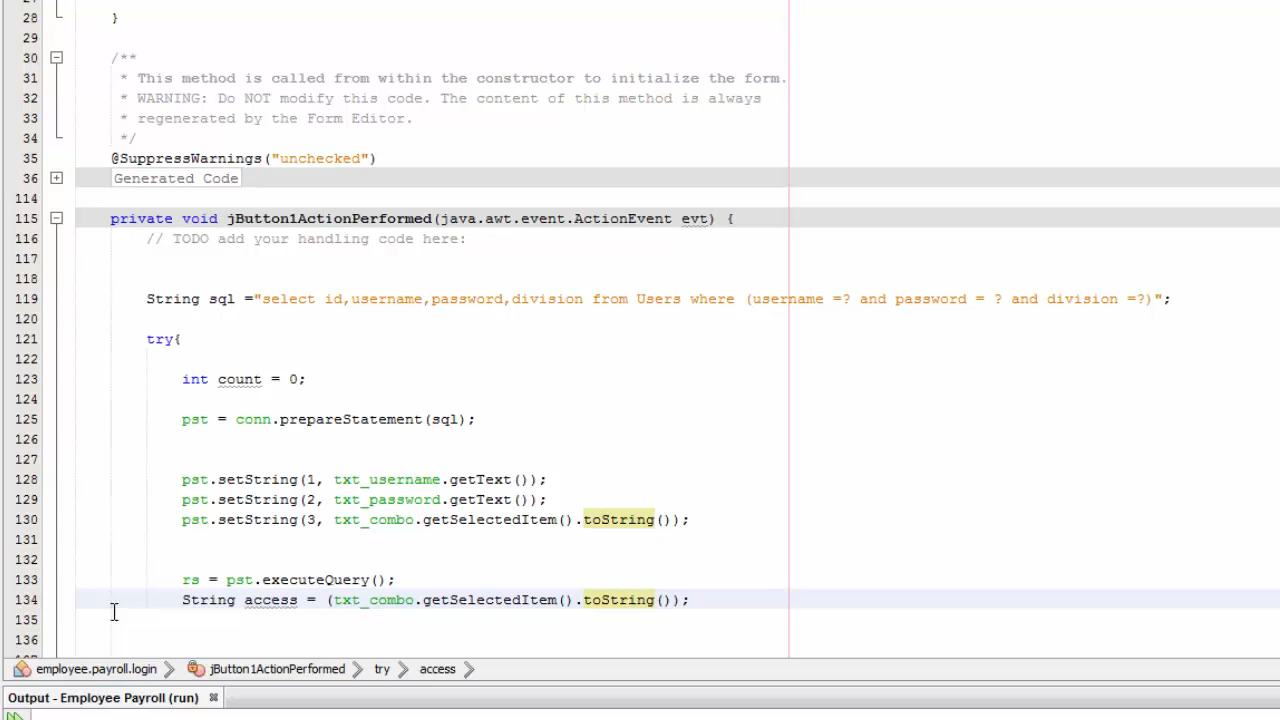 28 }
29
30 /**
31 * This method is called from within the constructor to initialize the form.
32 * WARNING: Do NOT modify this code. The content of this method is always
33 * regenerated by the Form Editor.
34 */
35 @SuppressWarnings("unchecked")
36 Generated Code
114
115 private void jButton1ActionPerformed(java.awt.event.ActionEvent evt) {
116 // TODO add your handling code here:
117
118
119 String sql ="select id,username,password,division from Users where (username =? and password = ? and division =?)";
120
121 try{
122
123 int count = 0;
124
125 pst = conn.prepareStatement(sql);
126
127
128 pst.setString(1, txt_username.getText());
129 pst.setString(2, txt_password.getText());
130 pst.setString(3, txt_combo.getSelectedItem().toString());
131
132
133 rs = pst.executeQuery();
134 String access = (txt_combo.getSelectedItem().toString());
135
136
employee.payroll.login jButton1ActionPerformed try access
Output - Employee Payroll (run)